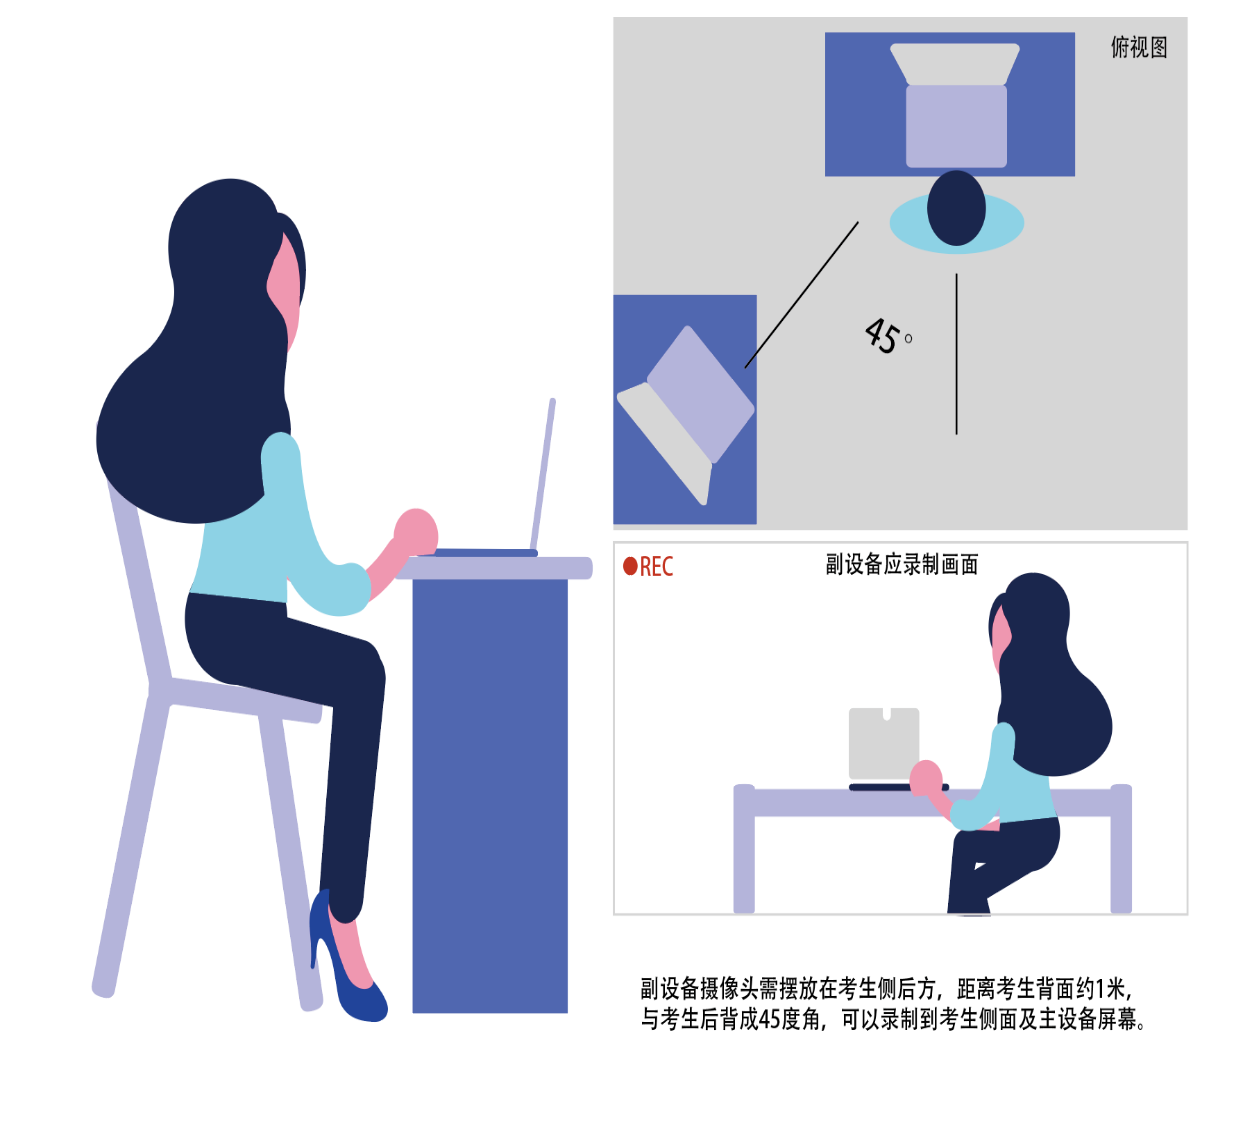 俯视图
45°
REC
副设备应录制画面
副设备摄像头需摆放在考生侧后方，距离考生背面约1米，
与考生后背成45度角，可以录制到考生侧面及主设备屏幕。